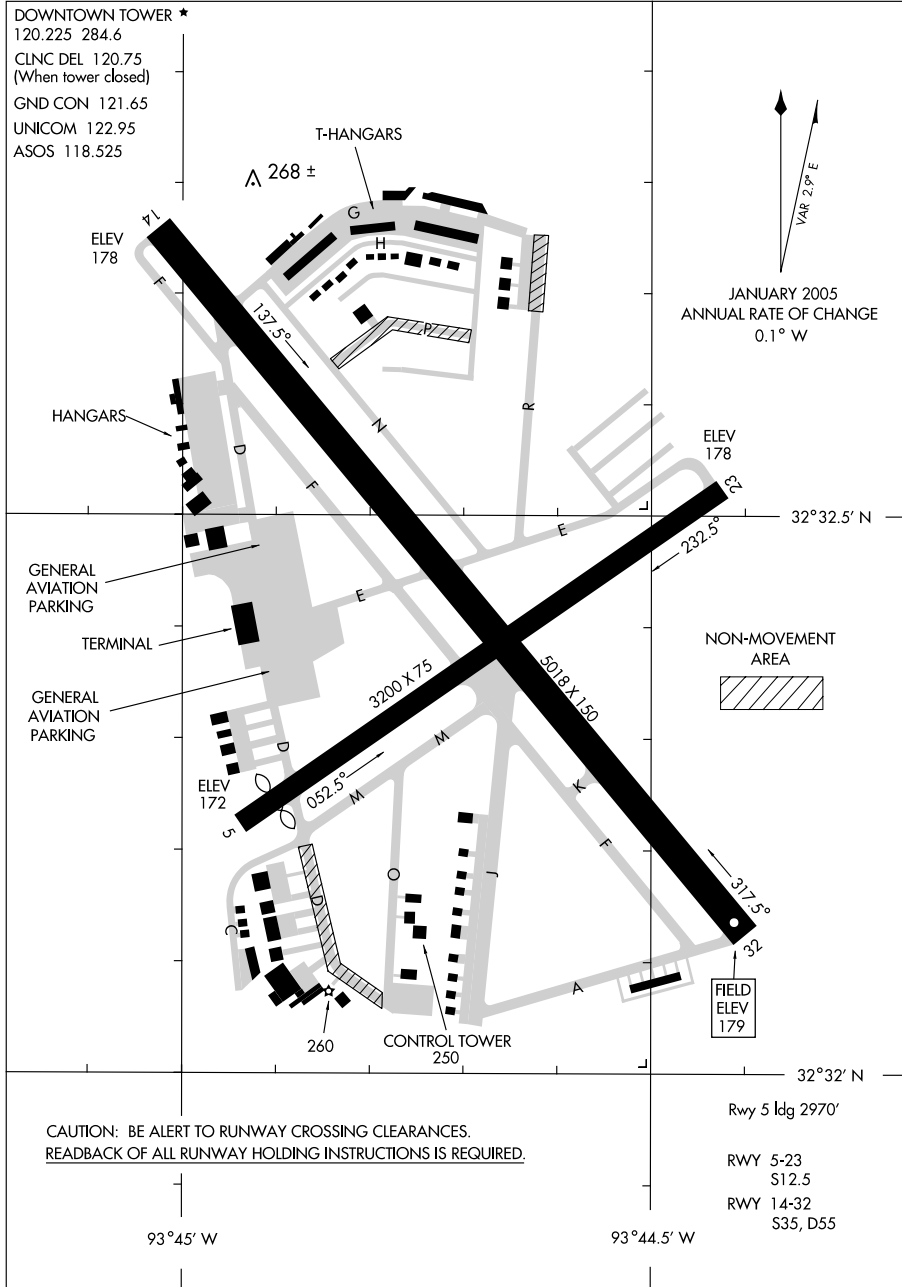 DOWNTOWN TOWER ★
120.225 284.6
CLNC DEL 120.75
(When tower closed)
GND CON 121.65
UNICOM 122.95
ASOS 118.525
T-HANGARS
268 ±
G
H
14
ELEV
178
F
VAR 2.9° E
JANUARY 2005
ANNUAL RATE OF CHANGE
0.1° W
137.5°
P
HANGARS
D
F
N
R
ELEV
178
23
232.5°
32°32.5' N
E
E
GENERAL
AVIATION
PARKING
TERMINAL
GENERAL
AVIATION
PARKING
NON-MOVEMENT
AREA
3200 X 75
5018 X 150
D
M
M
K
F
ELEV
172
052.5°
5
C
D
O
J
317.5°
32
A
FIELD
ELEV
179
260
CONTROL TOWER
250
32°32' N
Rwy 5 ldg 2970'
CAUTION: BE ALERT TO RUNWAY CROSSING CLEARANCES.
READBACK OF ALL RUNWAY HOLDING INSTRUCTIONS IS REQUIRED.
RWY 5-23
S12.5
RWY 14-32
S35, D55
93°45' W
93°44.5' W